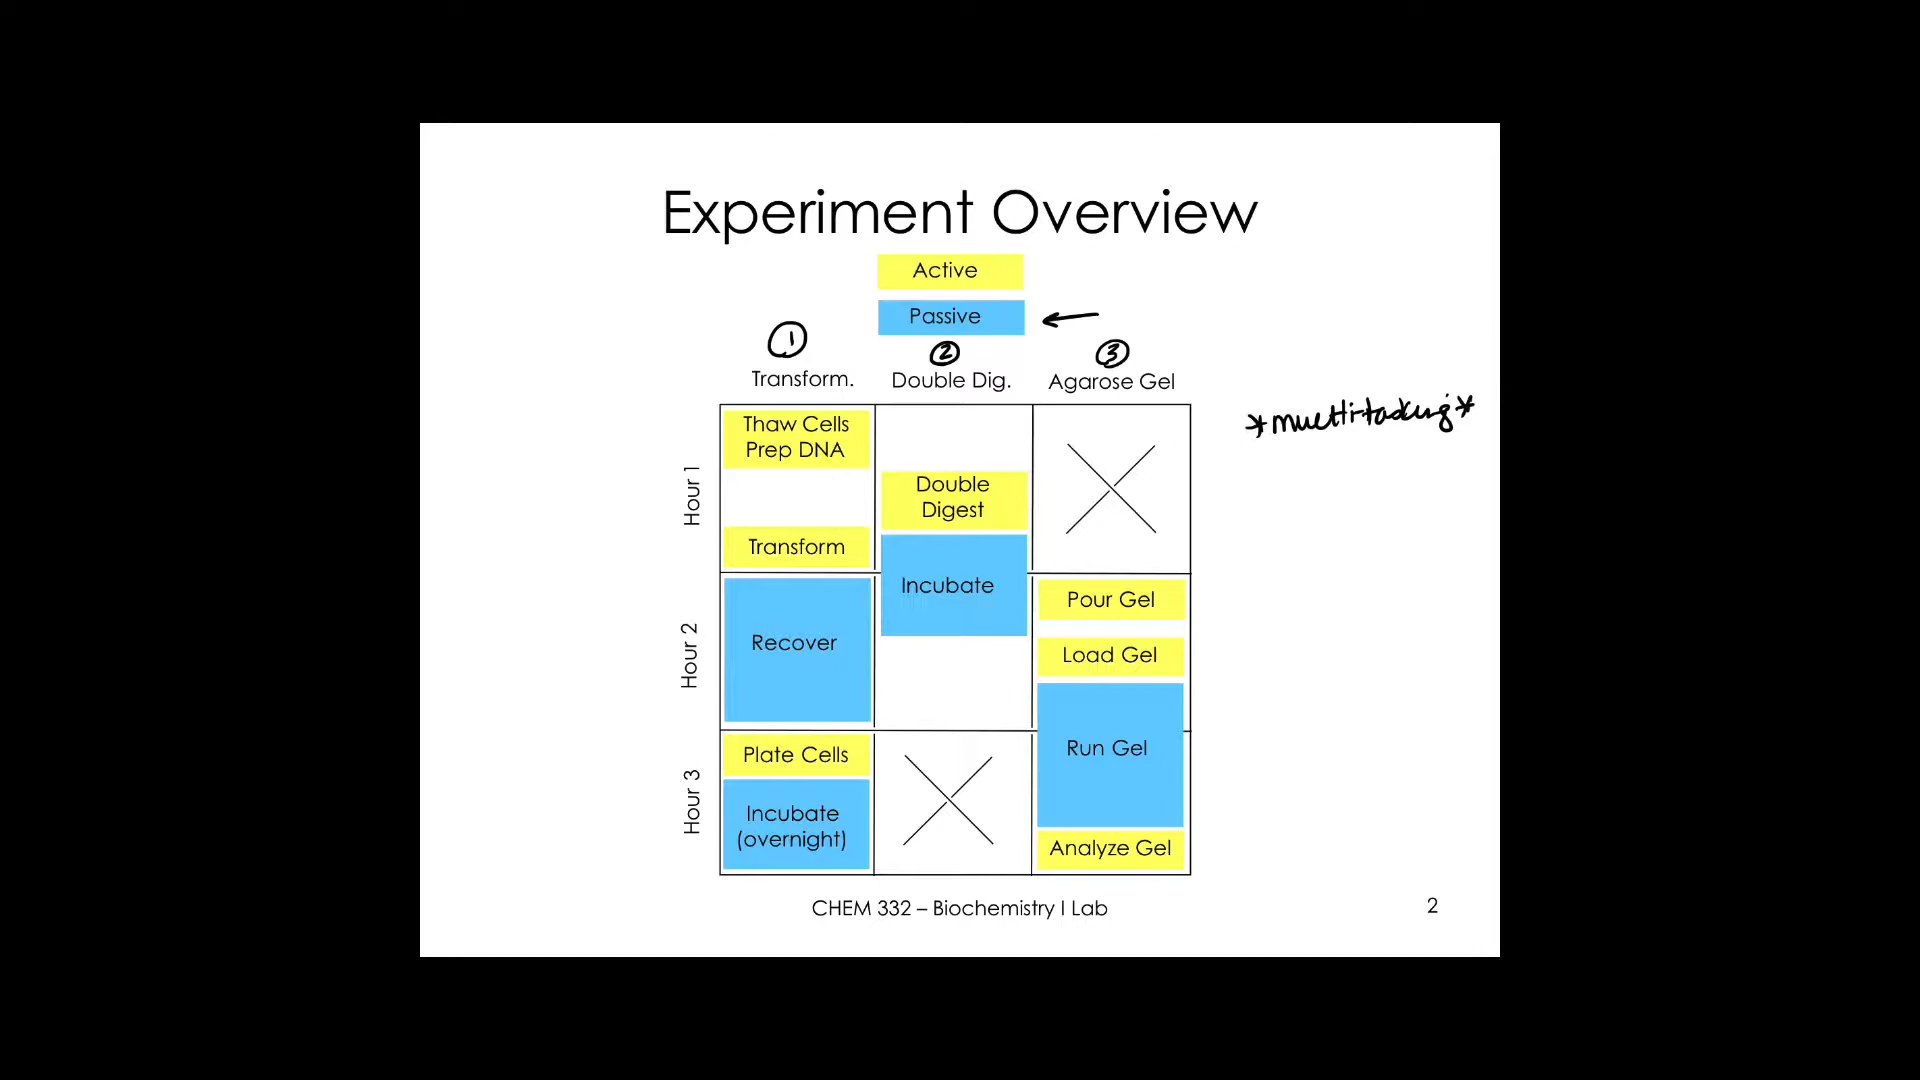 Experiment Overview
Active
Passive
1
2
3
Transform.
Double Dig.
Agarose Gel
*multitasking*
Hour 1
Thaw Cells
Prep DNA
Double
Digest
Transform
Incubate
Hour 2
Recover
Pour Gel
Load Gel
Run Gel
Hour 3
Plate Cells
Incubate
(overnight)
Analyze Gel
CHEM 332 – Biochemistry I Lab
2